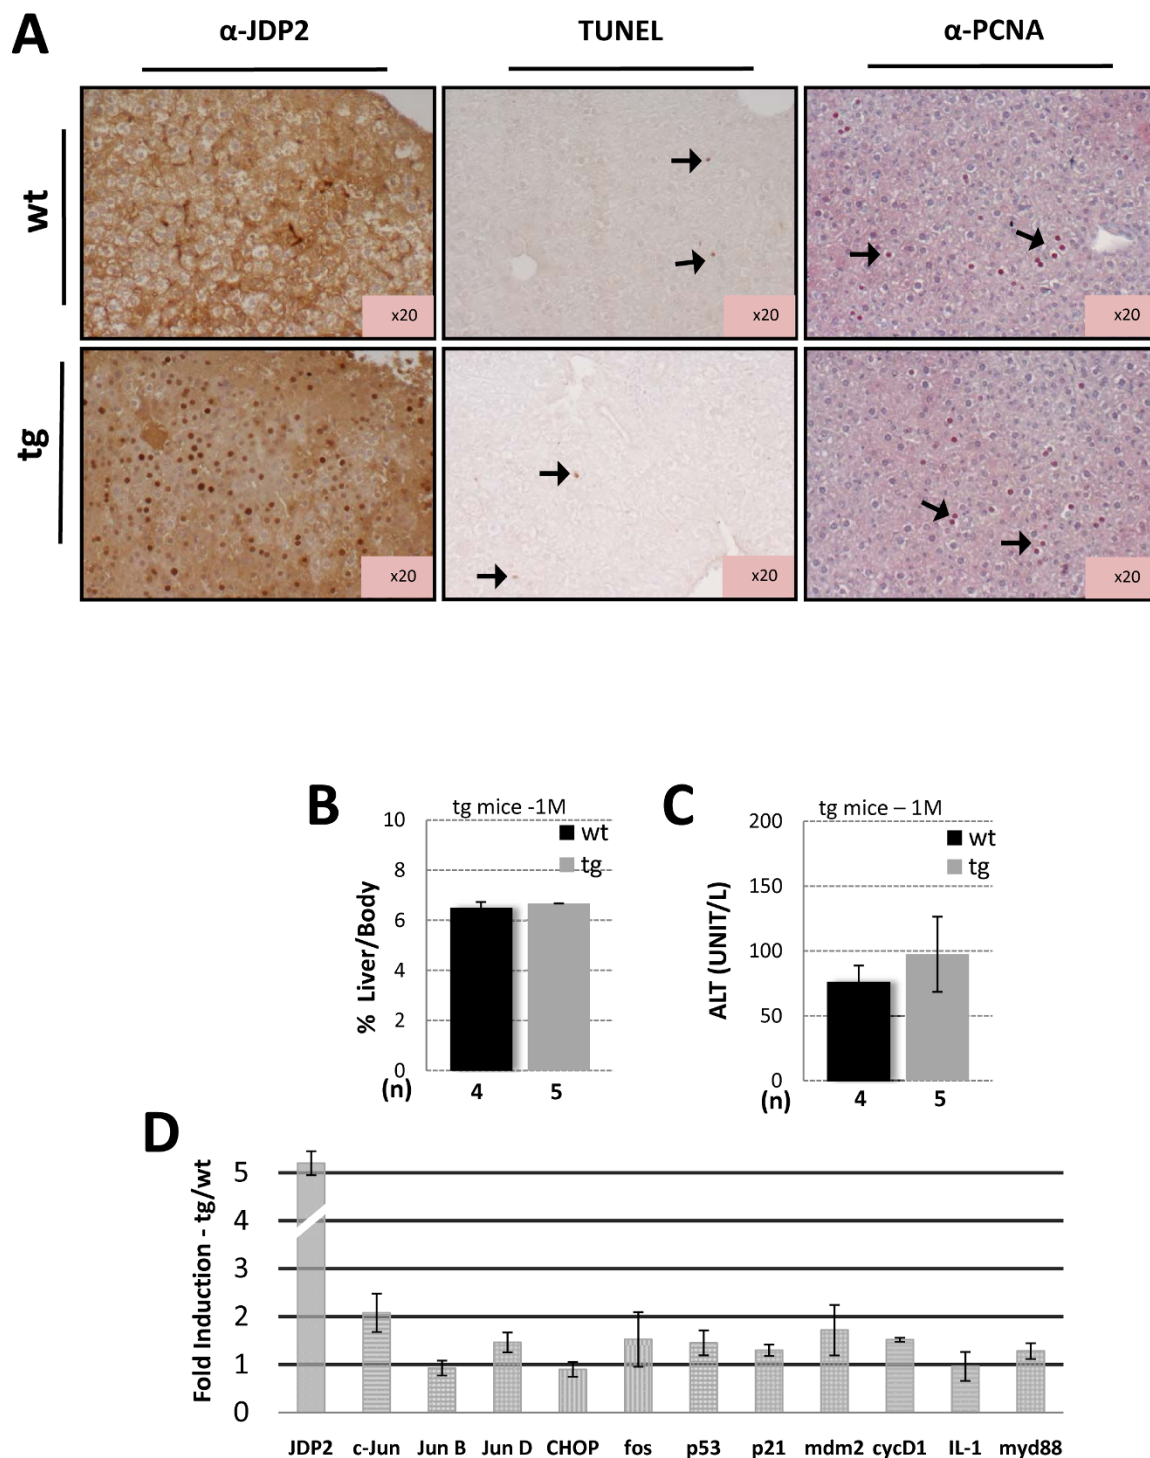 A
α-JDP2 TUNEL α-PCNA
wt
x20 x20 x20
tg
x20 x20 x20
B
tg mice -1M
wt
tg
% Liver/Body
10
8
6
4
2
0
(n) 4 5
C
tg mice – 1M
wt
tg
ALT (UNIT/L)
200
150
100
50
0
(n) 4 5
D
Fold Induction - tg/wt
5
4
3
2
1
0
JDP2 c-Jun Jun B Jun D CHOP fos p53 p21 mdm2 cycD1 IL-1 myd88